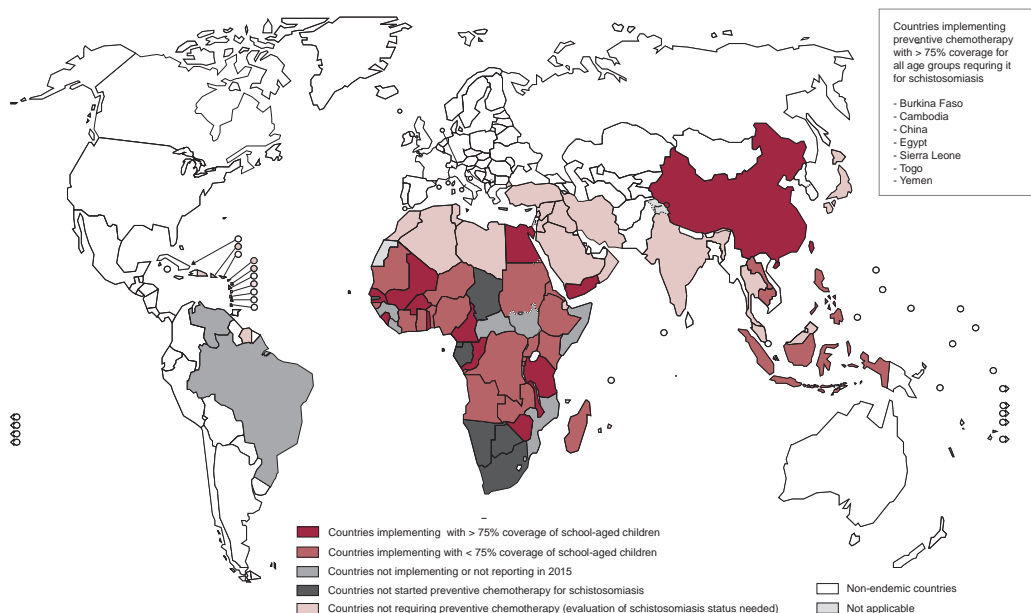 Countries implementing
preventive chemotherapy
with > 75% coverage for
all age groups requring it
for schistosomiasis
- Burkina Faso
- Cambodia
- China
- Egypt
- Sierra Leone
- Togo
- Yemen
Countries implementing with > 75% coverage of school-aged children
Countries implementing with < 75% coverage of school-aged children
Countries not implementing or not reporting in 2015
Countries not started preventive chemotherapy for schistosomiasis
Countries not requiring preventive chemotherapy (evaluation of schistosomiasis status needed)
Non-endemic countries
Not applicable